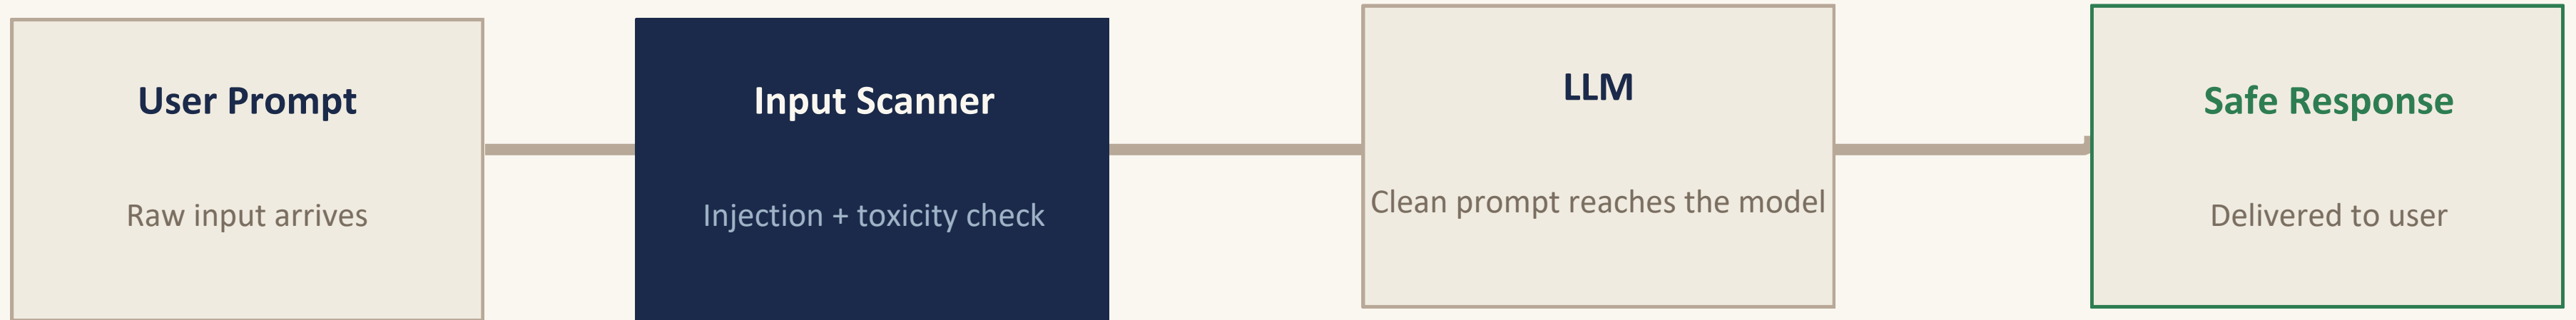 User Prompt
Raw input arrives
Input Scanner
Injection + toxicity check
LLM
Clean prompt reaches the model
Safe Response
Delivered to user